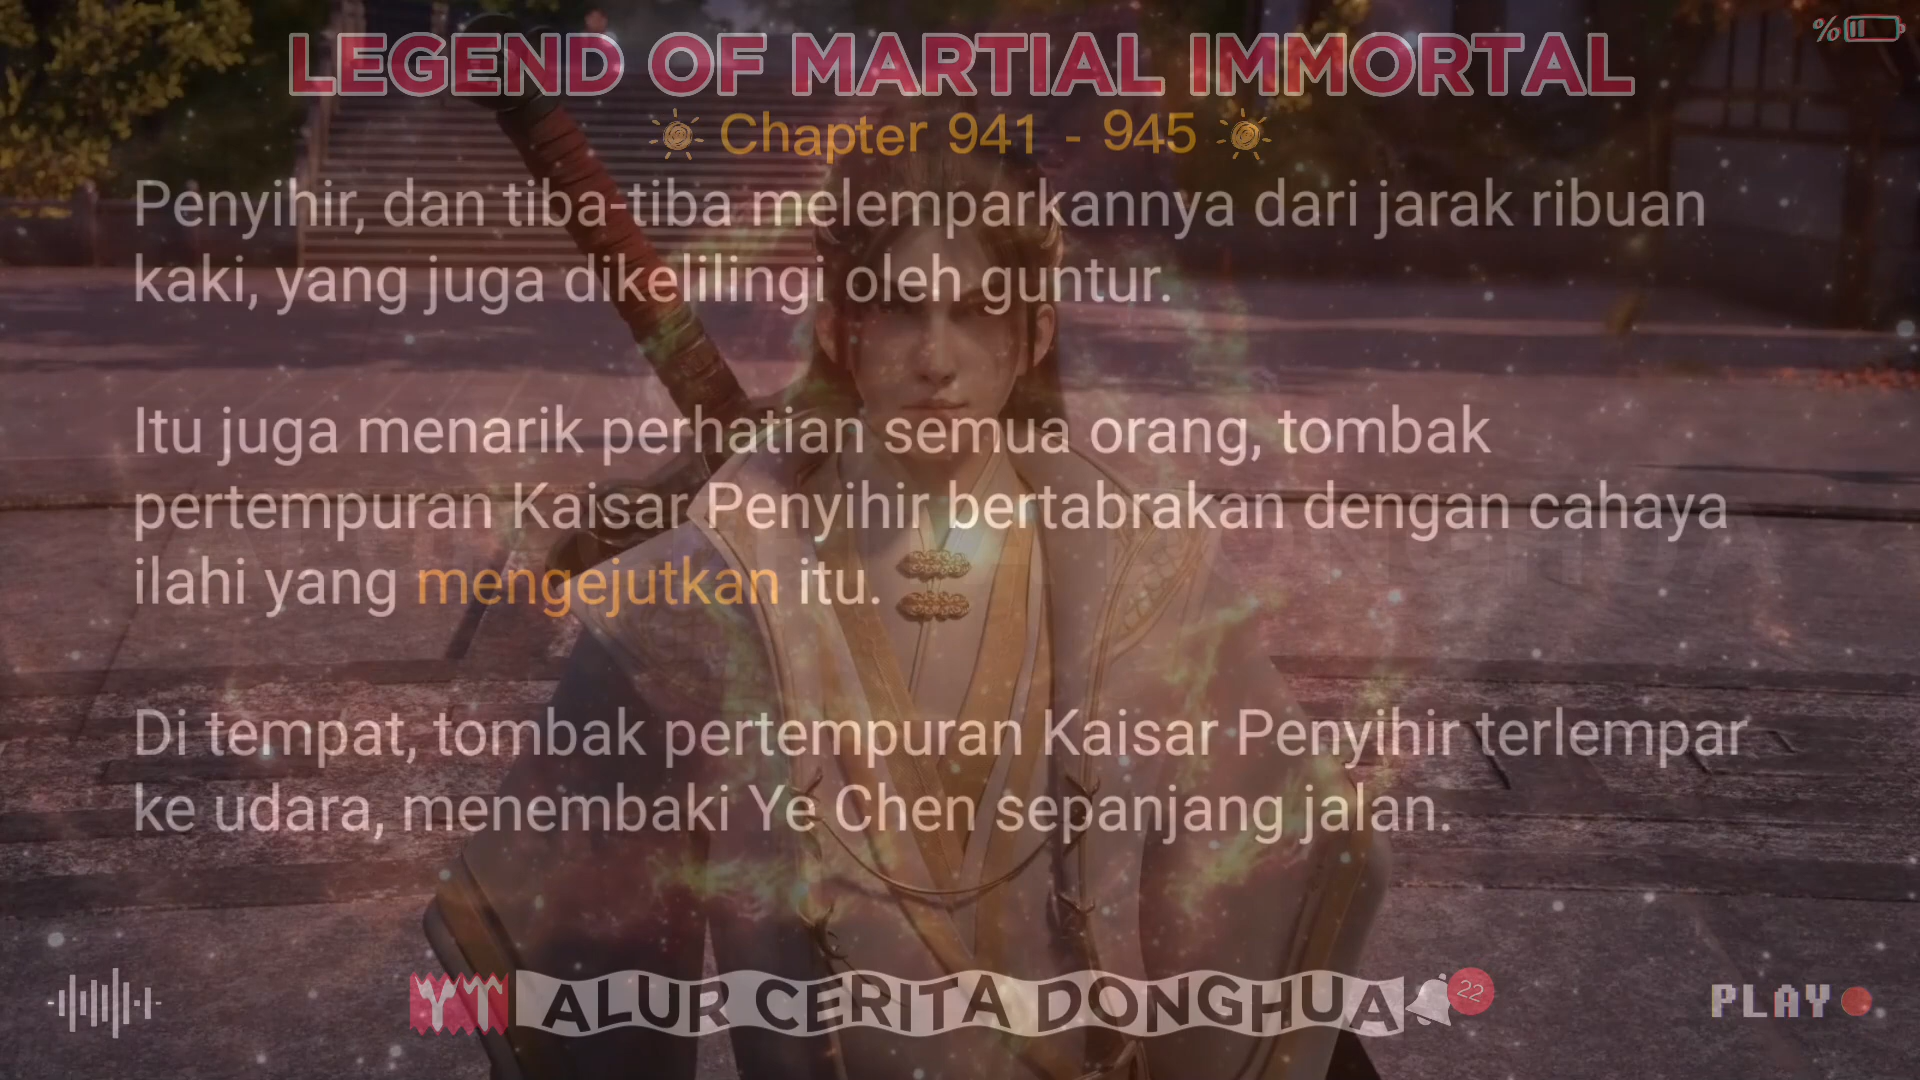 LEGEND OF MARTIAL IMMORTAL
%
Chapter 941 - 945
Penyihir, dan tiba-tiba melemparkannya dari jarak ribuan
kaki, yang juga dikelilingi oleh guntur.
Itu juga menarik perhatian semua orang, tombak
pertempuran Kaisar Penyihir bertabrakan dengan cahaya
ilahi yang mengejutkan itu.
Di tempat, tombak pertempuran Kaisar Penyihir terlempar
ke udara, menembaki Ye Chen sepanjang jalan.
YT ALUR CERITA DONGHUA 22
PLAY